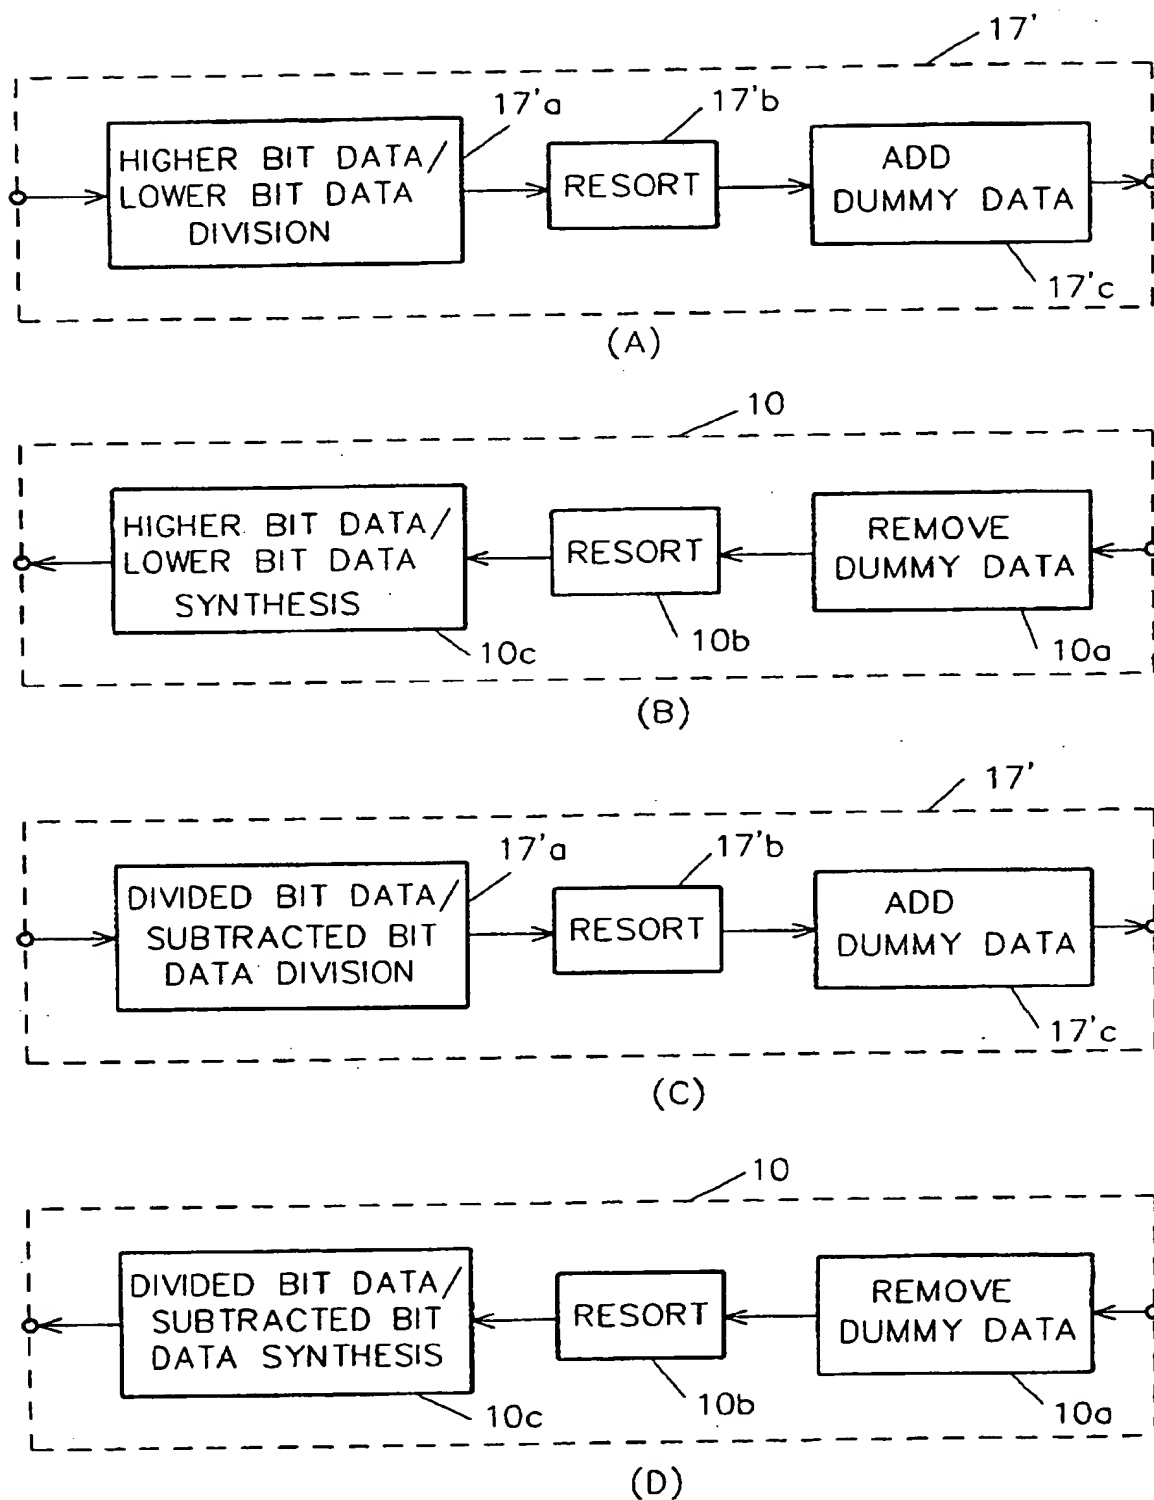 17'
17'a
17'b
HIGHER BIT DATA/
LOWER BIT DATA
DIVISION
RESORT
ADD
DUMMY DATA
17'c
(A)
10
HIGHER BIT DATA/
LOWER BIT DATA
SYNTHESIS
RESORT
REMOVE
DUMMY DATA
10c
10b
10a
(B)
17'
17'a
17'b
DIVIDED BIT DATA/
SUBTRACTED BIT
DATA DIVISION
RESORT
ADD
DUMMY DATA
17'c
(C)
10
DIVIDED BIT DATA/
SUBTRACTED BIT
DATA SYNTHESIS
RESORT
REMOVE
DUMMY DATA
10c
10b
10a
(D)